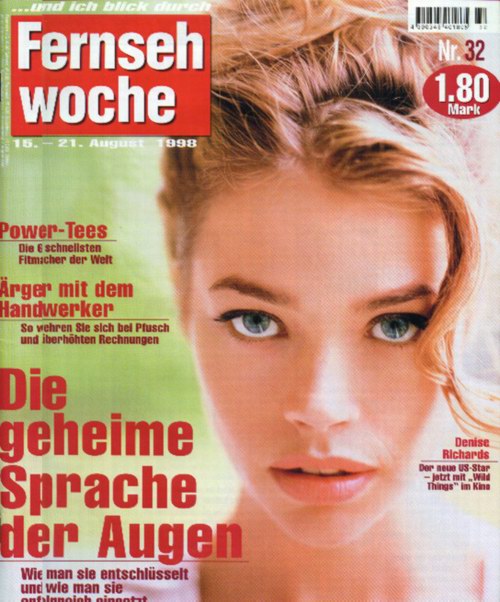 ...und ich blick durch
Fernseh
woche
15. – 21. August 1998
Nr. 32
1.80
Mark
Power-Tees
Die 6 schnellsten
Fitmacher der Welt
Ärger mit dem
Handwerker
So wehren Sie sich bei Pfusch
und überhöhten Rechnungen
Die
geheime
Sprache
der Augen
Wie man sie entschlüsselt
und wie man sie
erfolgreich einsetzt
Denise
Richards
Der neue US-Star
– jetzt mit „Wild
Things" im Kino